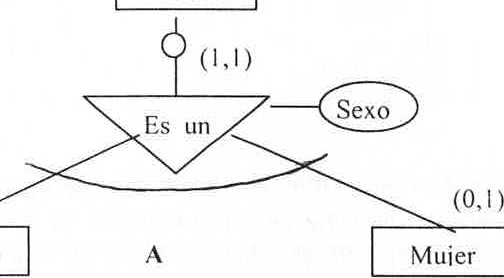 (1,1)
Es un
Sexo
(0,1)
A
Mujer